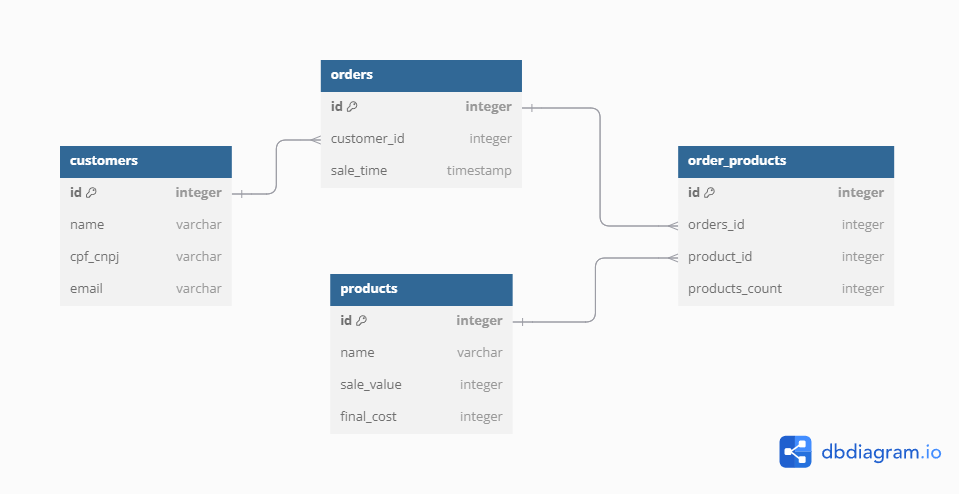 orders
id integer
customer_id integer
sale_time timestamp
customers
id integer
name varchar
cpf_cnpj varchar
email varchar
order_products
id integer
orders_id integer
product_id integer
products_count integer
products
id integer
name varchar
sale_value integer
final_cost integer
dbdiagram.io